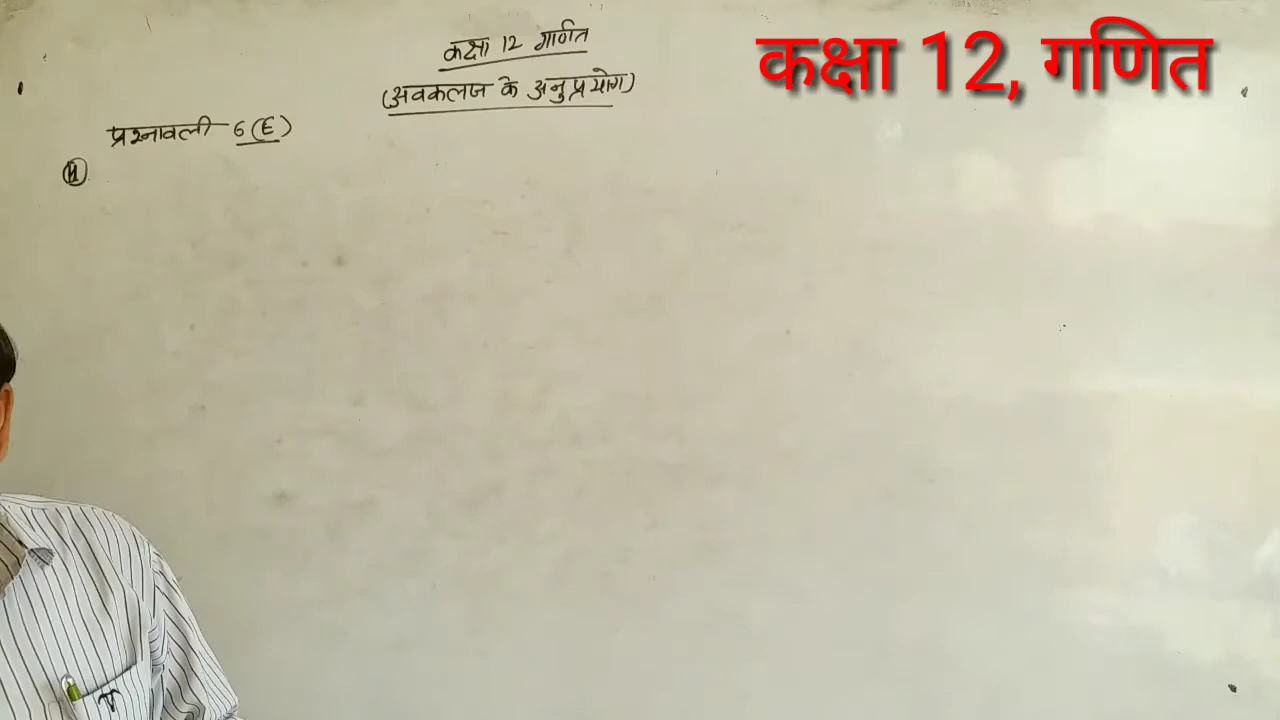 कक्षा 12, गणित
कक्षा 12 गणित
(अवकलज के अनुप्रयोग)
प्रश्नावली 6(E)